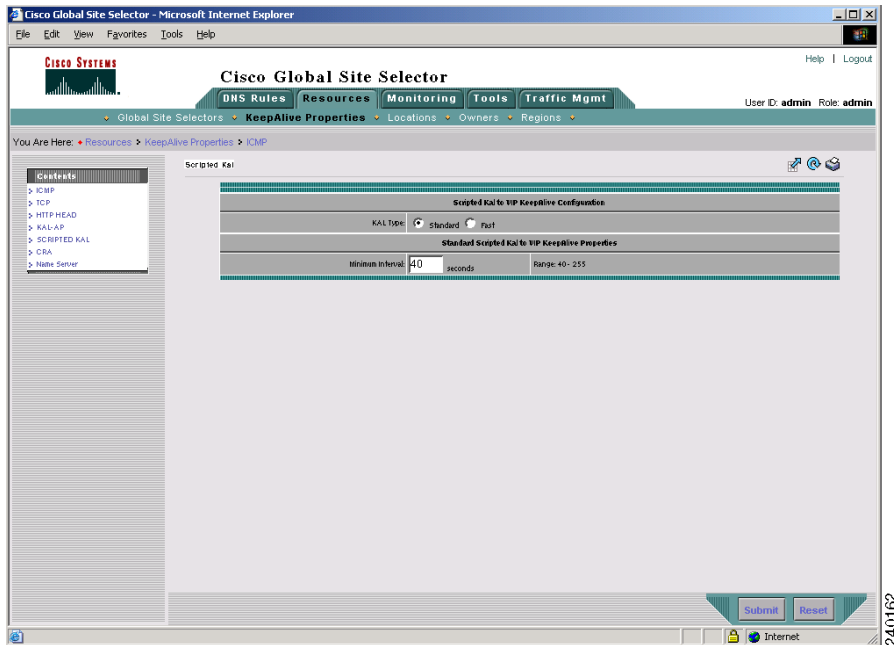 Cisco Global Site Selector - Microsoft Internet Explorer
File Edit View Favorites Tools Help
CISCO SYSTEMS
Help | Logout
Cisco Global Site Selector
DNS Rules Resources Monitoring Tools Traffic Mgmt
User ID: admin Role: admin
Global Site Selectors KeepAlive Properties Locations Owners Regions
You Are Here: Resources KeepAlive Properties ICMP
Scripted Kal
Contents
ICMP
TCP
HTTP HEAD
KAL-AP
SCRIPTED KAL
CRA
Name Server
Scripted Kal to VIP KeepAlive Configuration
KAL Type: Standard Fast
Standard Scripted Kal to VIP KeepAlive Properties
Minimum Interval: 40 seconds Range: 40 - 255
Submit Reset
Internet
240162